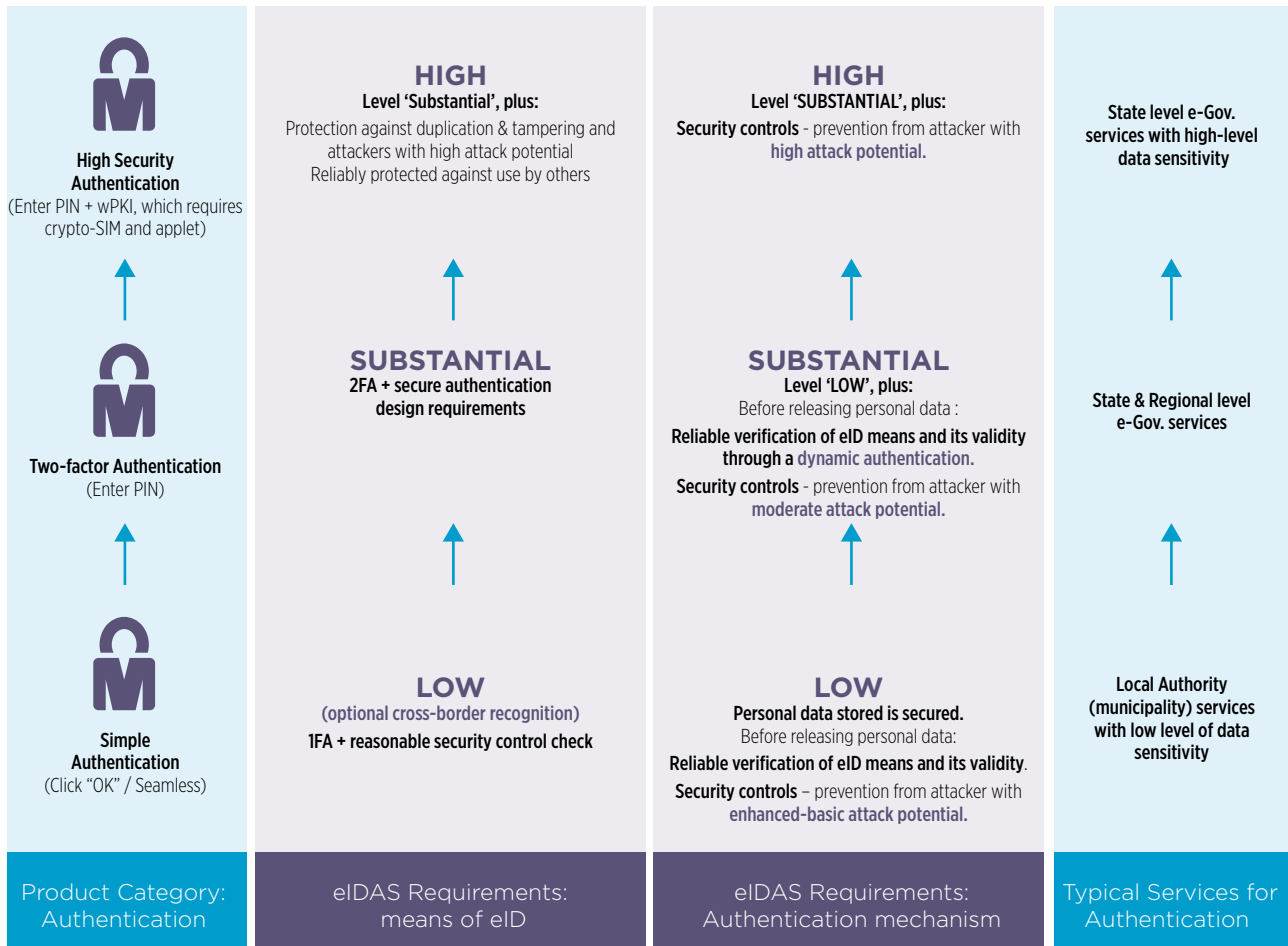 High Security
Authentication
(Enter PIN + wPKI, which requires
crypto-SIM and applet)
Two-factor Authentication
(Enter PIN)
Simple
Authentication
(Click “OK” / Seamless)
Product Category:
Authentication
HIGH
Level ‘Substantial’, plus:
Protection against duplication & tampering and
attackers with high attack potential
Reliably protected against use by others
SUBSTANTIAL
2FA + secure authentication
design requirements
LOW
(optional cross-border recognition)
1FA + reasonable security control check
eIDAS Requirements:
means of eID
HIGH
Level ‘SUBSTANTIAL’, plus:
Security controls - prevention from attacker with
high attack potential.
SUBSTANTIAL
Level ‘LOW’, plus:
Before releasing personal data :
Reliable verification of eID means and its validity
through a dynamic authentication.
Security controls - prevention from attacker with
moderate attack potential.
LOW
Personal data stored is secured.
Before releasing personal data:
Reliable verification of eID means and its validity.
Security controls – prevention from attacker with
enhanced-basic attack potential.
eIDAS Requirements:
Authentication mechanism
State level e-Gov.
services with high-level
data sensitivity
State & Regional level
e-Gov. services
Local Authority
(municipality) services
with low level of data
sensitivity
Typical Services for
Authentication